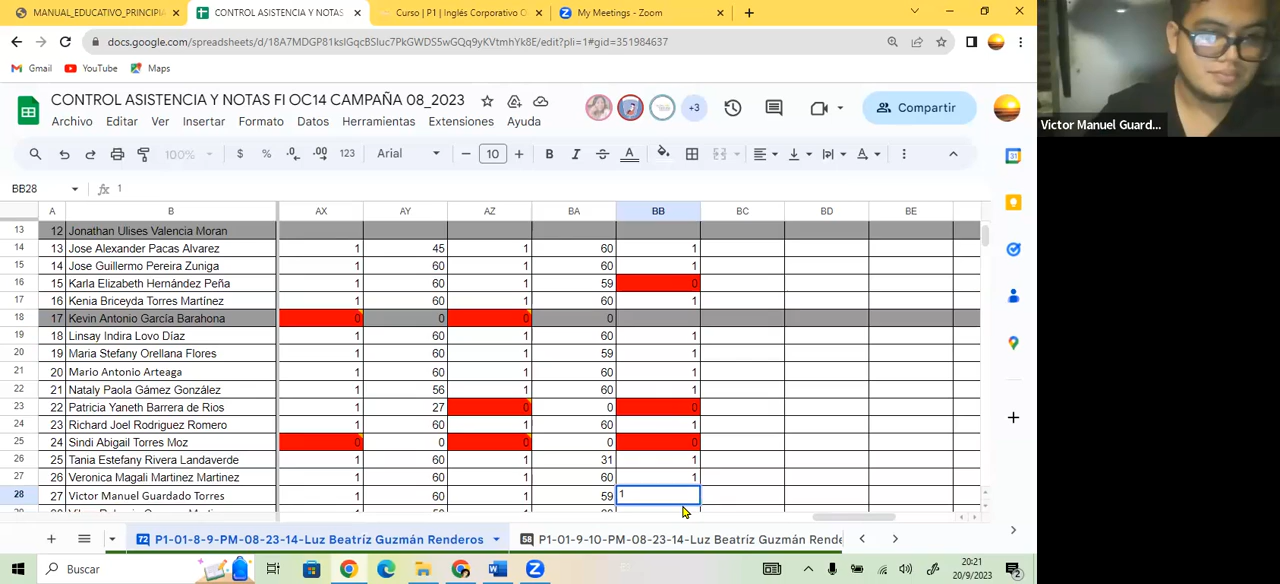 MANUAL_EDUCATIVO_PRINCIPIA
CONTROL ASISTENCIA Y NOTAS
Curso | P1 | Inglés Corporativo O
My Meetings - Zoom
docs.google.com/spreadsheets/d/18A7MDGP81kslGqcBSluc7PkGWDS5wGQq9yKVtmhYk8E/edit?pli=1#gid=351984637
Gmail YouTube Maps
CONTROL ASISTENCIA Y NOTAS FI OC14 CAMPAÑA 08_2023
+3 Compartir
Archivo Editar Ver Insertar Formato Datos Herramientas Extensiones Ayuda
100% $ % .0 .00 123 Arial 10 B I A
BB28 fx 1
A B AX AY AZ BA BB BC BD BE
13 12 Jonathan Ulises Valencia Moran
14 13 Jose Alexander Pacas Alvarez 1 45 1 60 1
15 14 Jose Guillermo Pereira Zuniga 1 60 1 60 1
16 15 Karla Elizabeth Hernández Peña 1 60 1 59 0
17 16 Kenia Briceyda Torres Martínez 1 60 1 60 1
18 17 Kevin Antonio García Barahona 0 0 0 0
19 18 Linsay Indira Lovo Díaz 1 60 1 60 1
20 19 Maria Stefany Orellana Flores 1 60 1 59 1
21 20 Mario Antonio Arteaga 1 60 1 60 1
22 21 Nataly Paola Gámez González 1 56 1 60 1
23 22 Patricia Yaneth Barrera de Rios 1 27 0 0 0
24 23 Richard Joel Rodriguez Romero 1 60 1 60 1
25 24 Sindi Abigail Torres Moz 0 0 0 0 0
26 25 Tania Estefany Rivera Landaverde 1 60 1 31 1
27 26 Veronica Magali Martinez Martinez 1 60 1 60 1
28 27 Victor Manuel Guardado Torres 1 60 1 59 1
72 P1-01-8-9-PM-08-23-14-Luz Beatríz Guzmán Renderos
58 P1-01-9-10-PM-08-23-14-Luz Beatríz Guzmán Rende
Buscar
20:21
20/9/2023
2
Victor Manuel Guard...